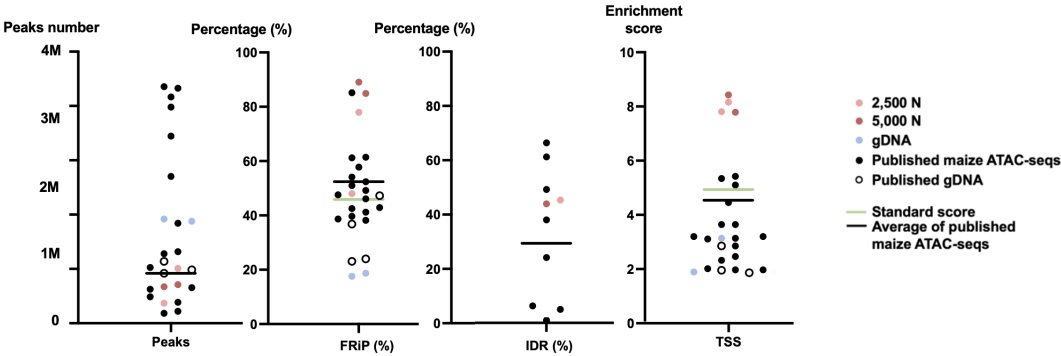 Peaks number
4M
3M
2M
1M
0
Peaks
Percentage (%)
100
80
60
40
20
0
FRiP (%)
Percentage (%)
100
80
60
40
20
0
IDR (%)
Enrichment
score
10
8
6
4
2
0
TSS
2,500 N
5,000 N
gDNA
Published maize ATAC-seqs
Published gDNA
Standard score
Average of published
maize ATAC-seqs